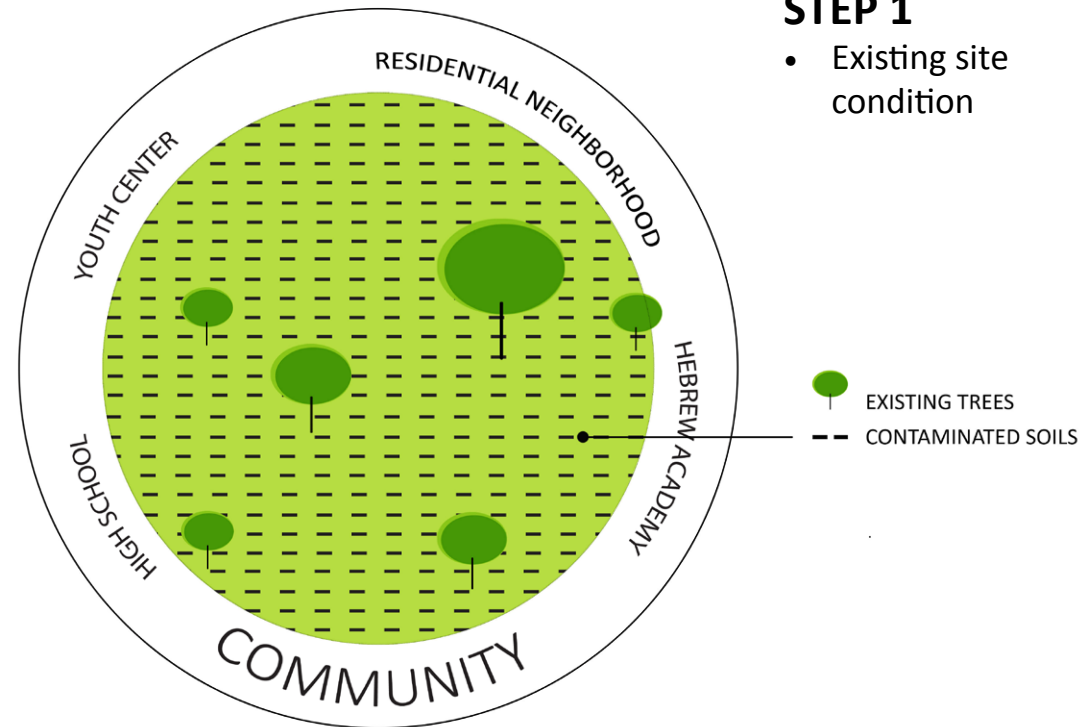 STEP 1
• Existing site
condition
RESIDENTIAL NEIGHBORHOOD
YOUTH CENTER
HEBREW ACADEMY
HIGH SCHOOL
COMMUNITY
EXISTING TREES
CONTAMINATED SOILS